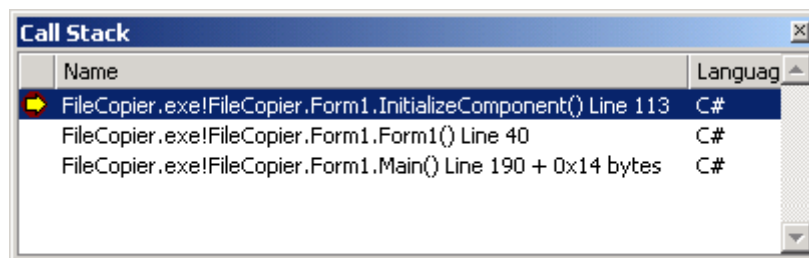 Call Stack
Name Languag
FileCopier.exe!FileCopier.Form1.InitializeComponent() Line 113 C#
FileCopier.exe!FileCopier.Form1.Form1() Line 40 C#
FileCopier.exe!FileCopier.Form1.Main() Line 190 + 0x14 bytes C#